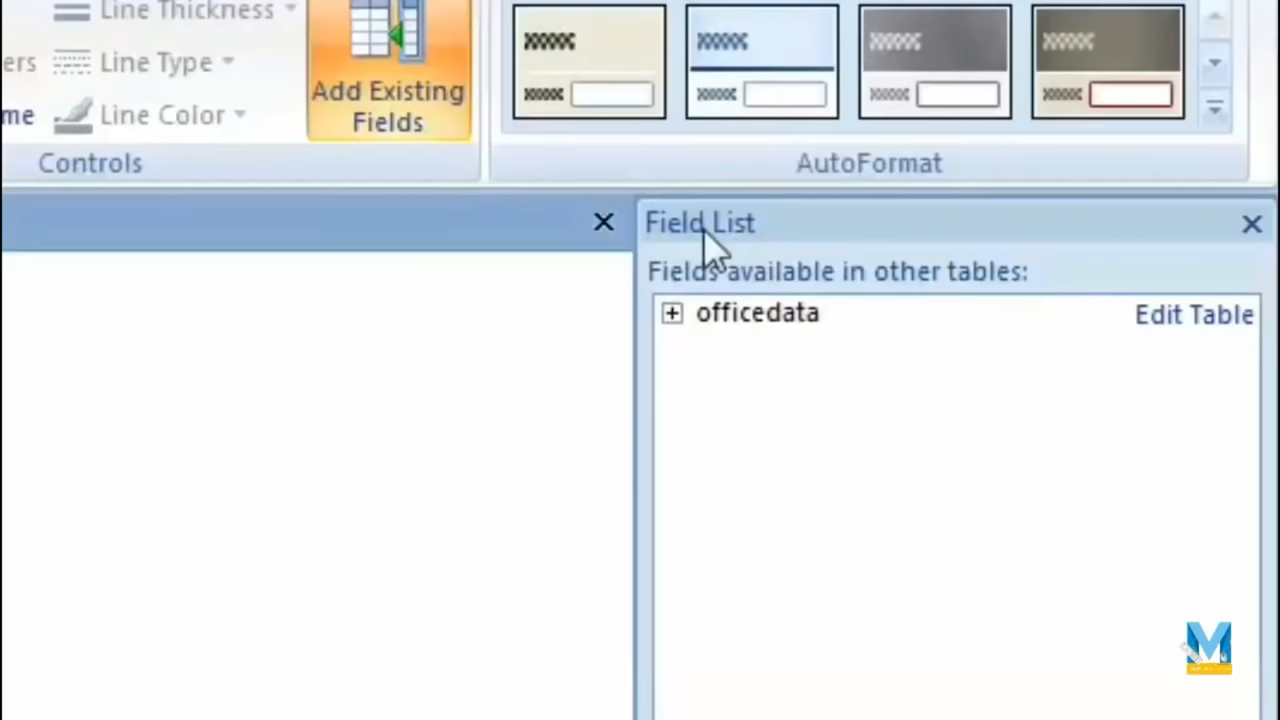 Line Thickness
ers Line Type
me Line Color
Add Existing
Fields
Controls
AutoFormat
Field List
Fields available in other tables:
officedata Edit Table